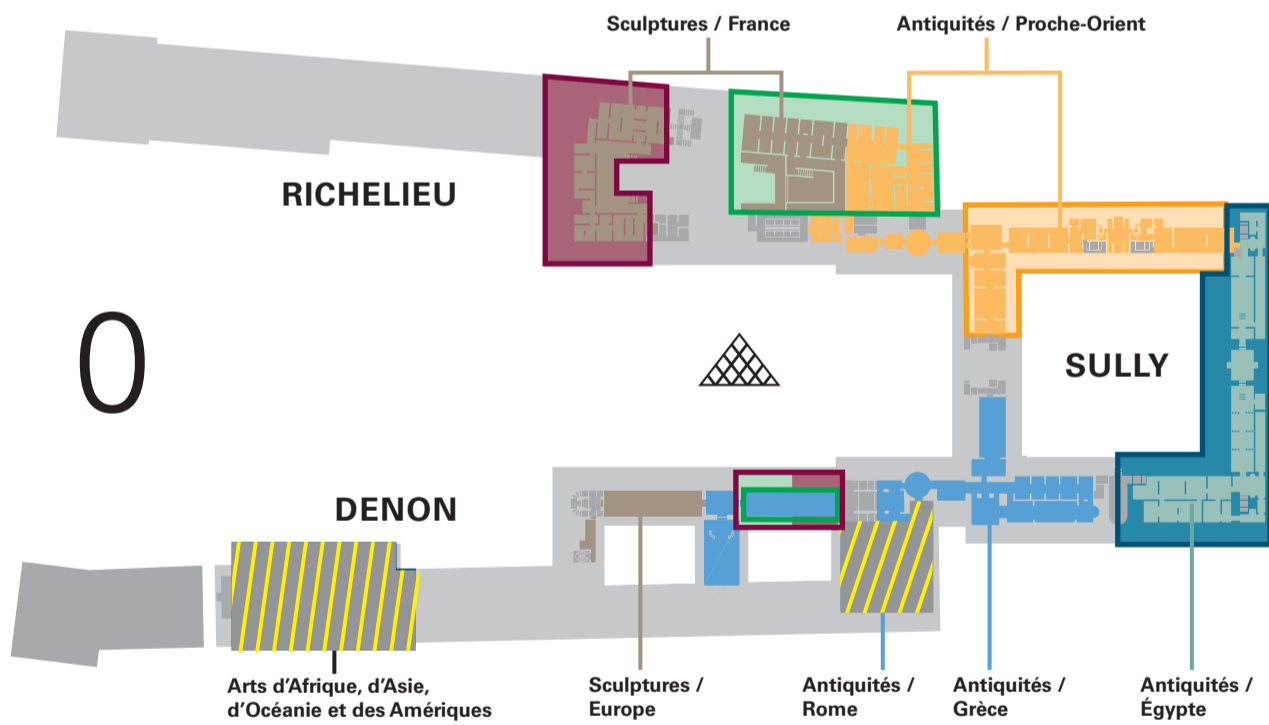 Sculptures / France
Antiquités / Proche-Orient
RICHELIEU
0
SULLY
DENON
Arts d'Afrique, d'Asie,
d'Océanie et des Amériques
Sculptures /
Europe
Antiquités /
Rome
Antiquités /
Grèce
Antiquités /
Égypte